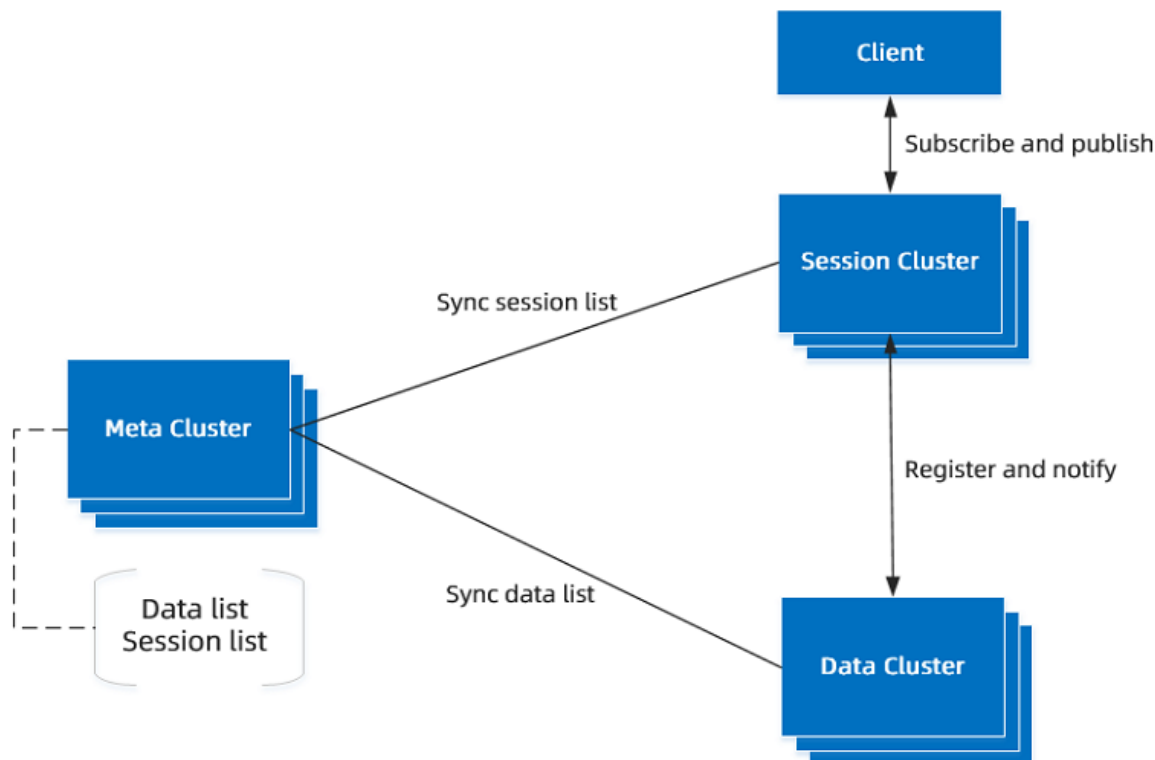 Client
Subscribe and publish
Session Cluster
Sync session list
Meta Cluster
Register and notify
Sync data list
Data list
Session list
Data Cluster